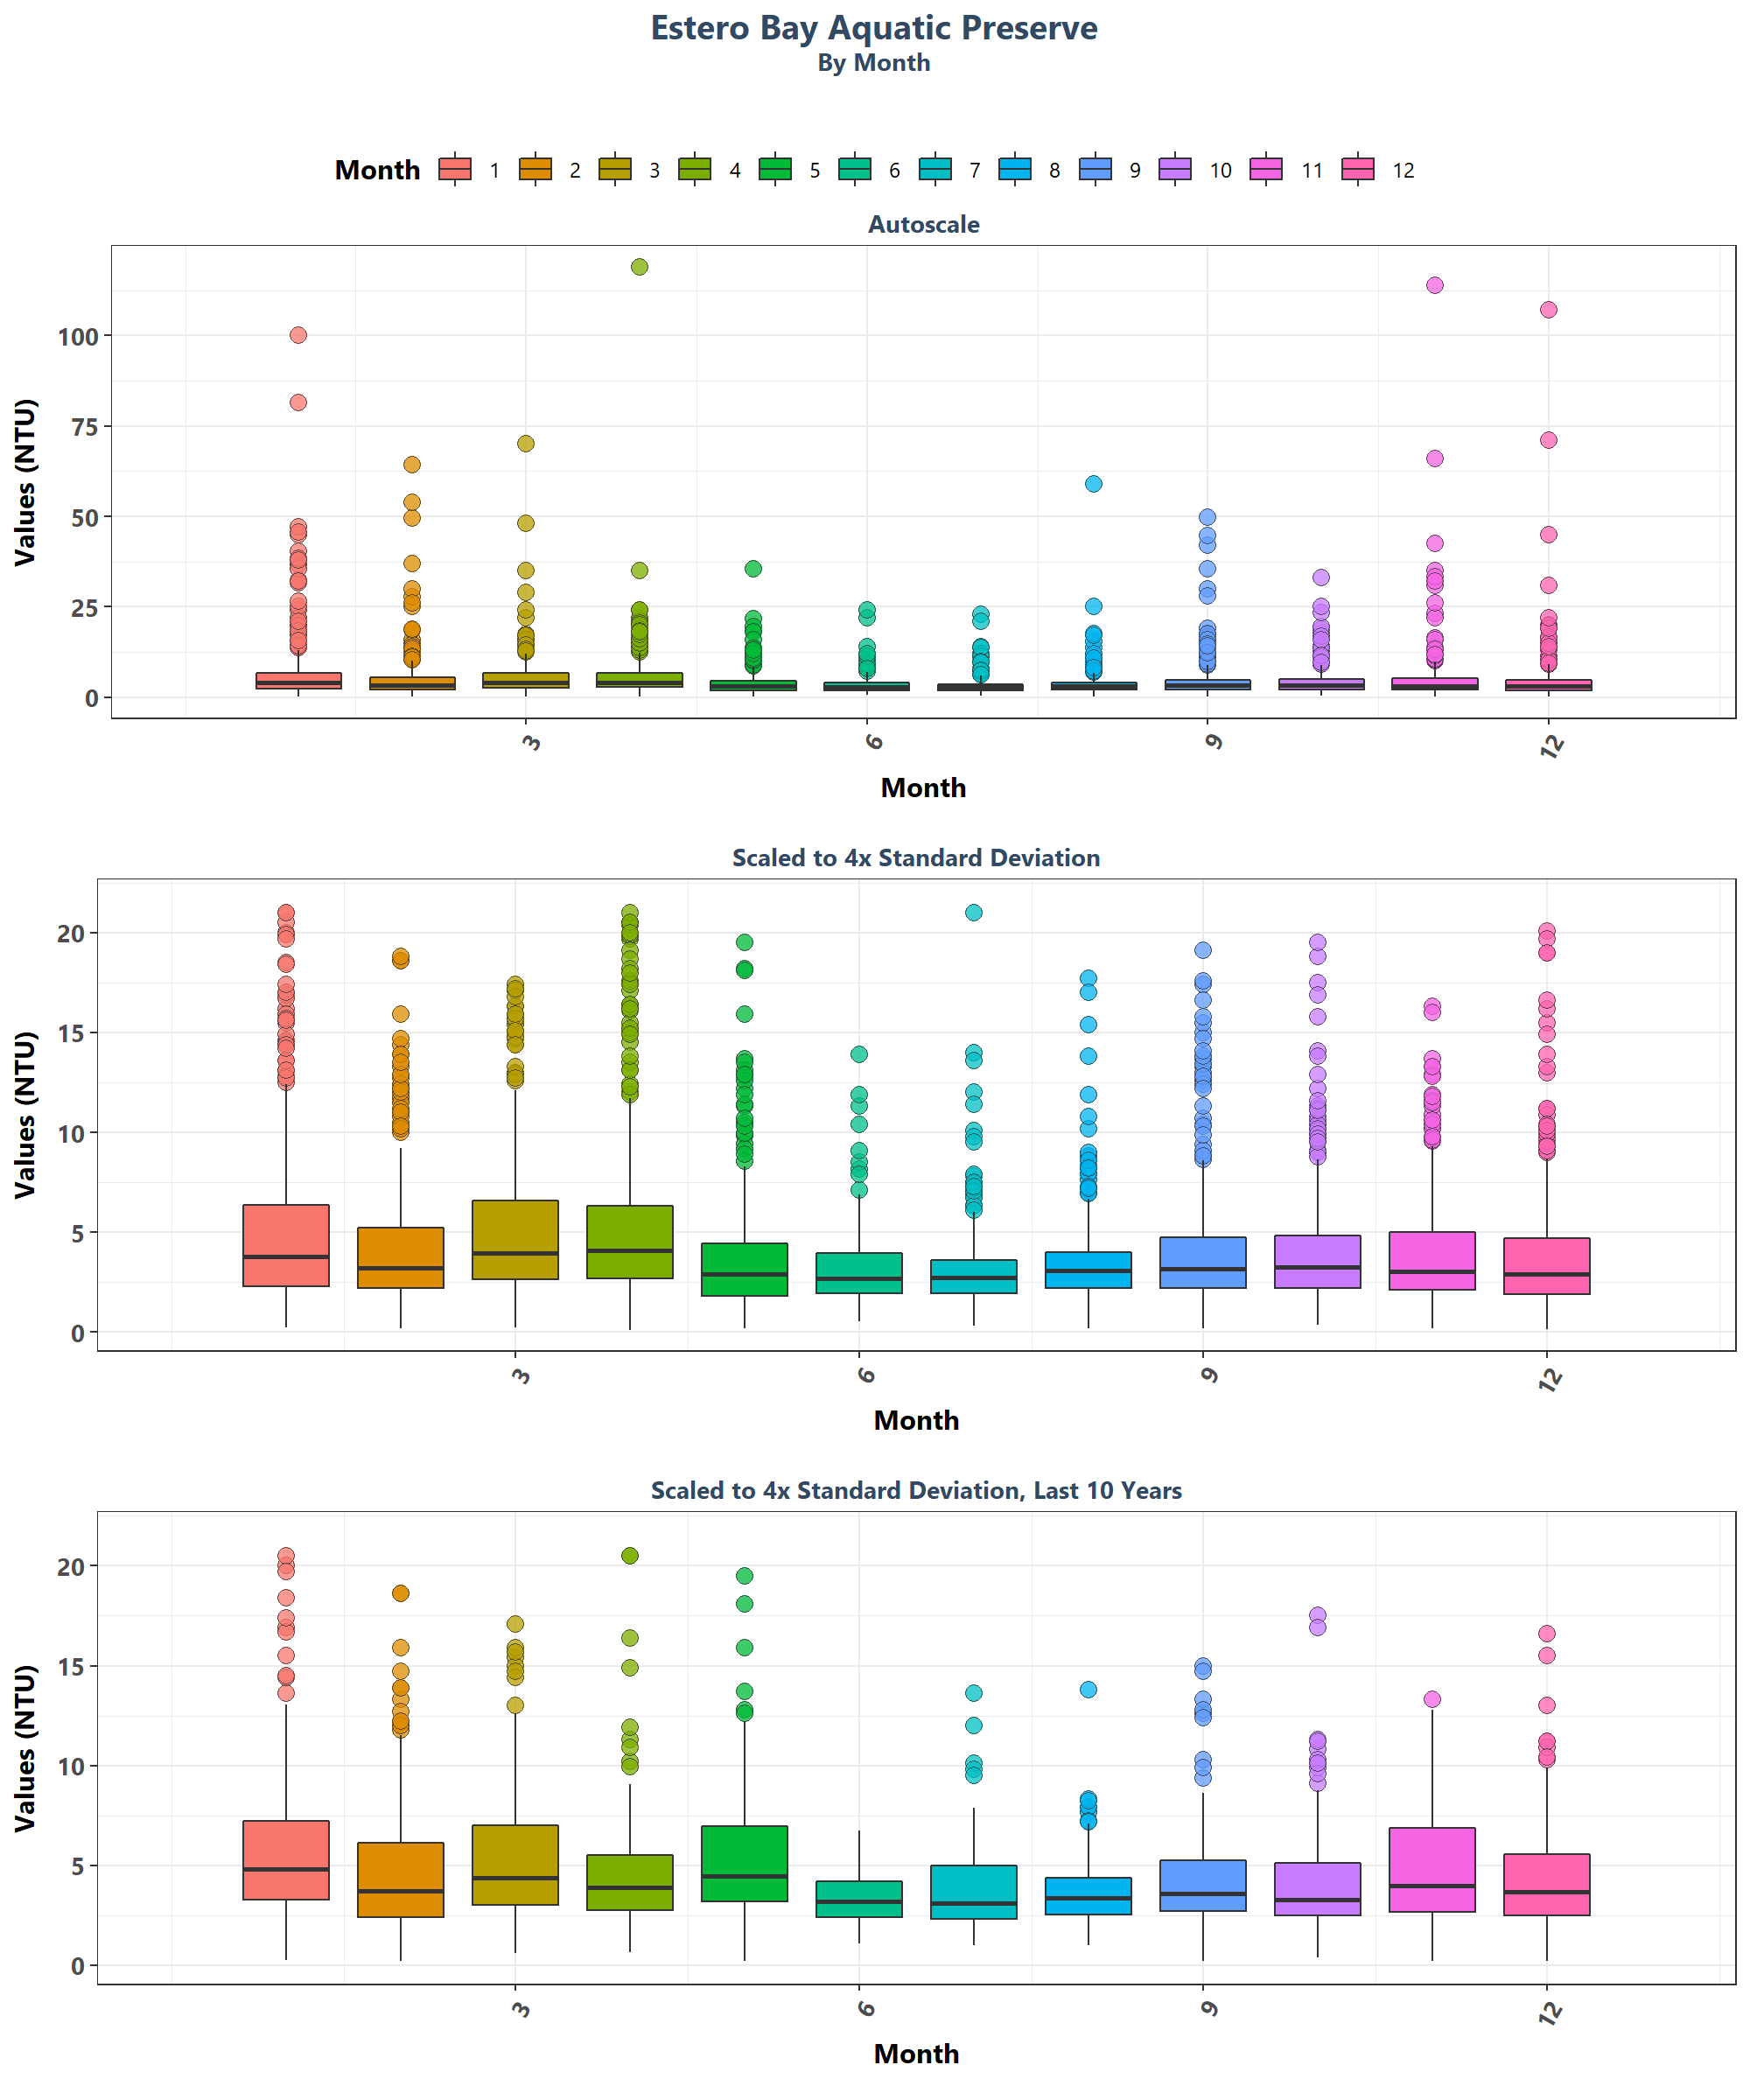 Estero Bay Aquatic Preserve
By Month
Month 1 2 3 4 5 6 7 8 9 10 11 12
Autoscale
Values (NTU)
100
75
50
25
0
3 6 9 12
Month
Scaled to 4x Standard Deviation
Values (NTU)
20
15
10
5
0
3 6 9 12
Month
Scaled to 4x Standard Deviation, Last 10 Years
Values (NTU)
20
15
10
5
0
3 6 9 12
Month